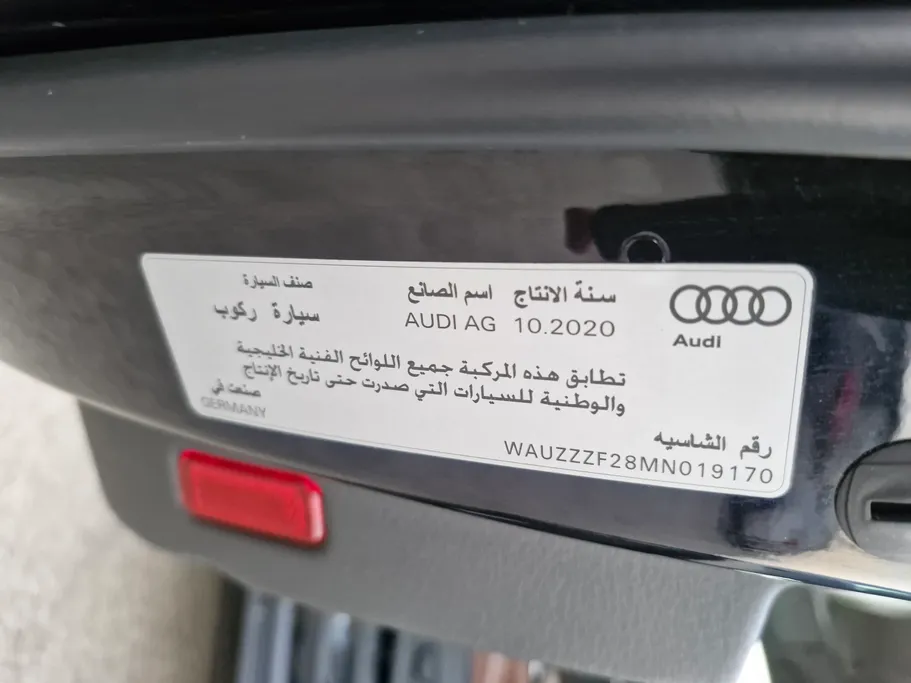 Audi
سنة الانتاج
10.2020
اسم الصانع
AUDI AG
صنف السيارة
سيارة ركوب
تطابق هذه المركبة جميع اللوائح الفنية الخليجية
والوطنية للسيارات التي صدرت حتى تاريخ الإنتاج
صنعت في
GERMANY
رقم الشاسيه
WAUZZZF28MN019170